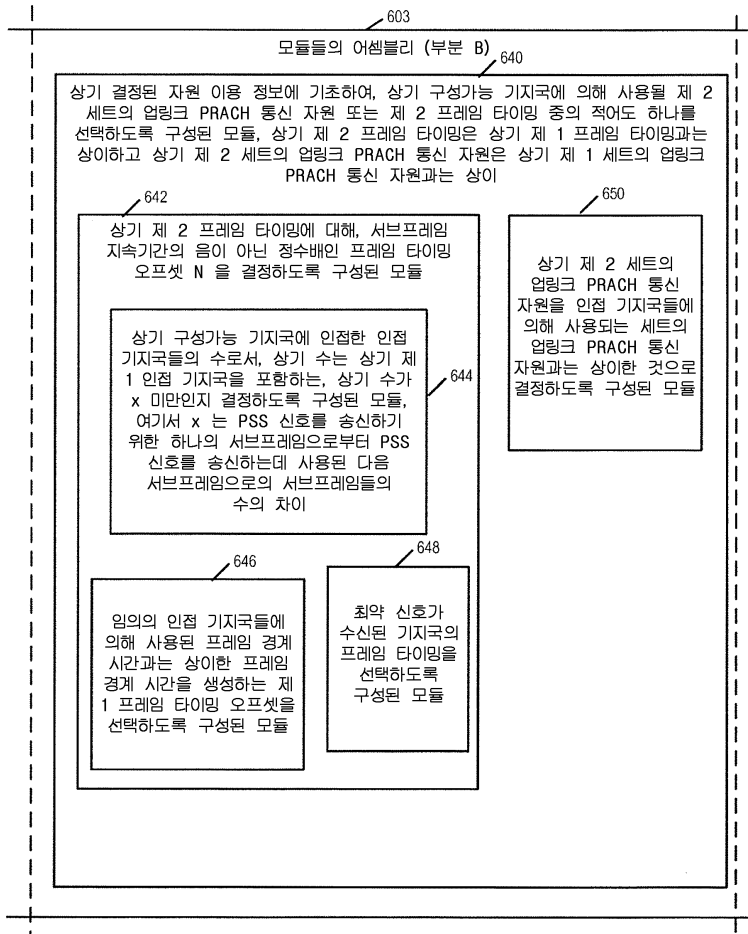 603
모듈들의 어셈블리 (부분 B)
640
상기 결정된 자원 이용 정보에 기초하여, 상기 구성가능 기지국에 의해 사용될 제 2
세트의 업링크 PRACH 통신 자원 또는 제 2 프레임 타이밍 중의 적어도 하나를
선택하도록 구성된 모듈, 상기 제 2 프레임 타이밍은 상기 제 1 프레임 타이밍과는
상이하고 상기 제 2 세트의 업링크 PRACH 통신 자원은 상기 제 1 세트의 업링크
PRACH 통신 자원과는 상이
642
상기 제 2 프레임 타이밍에 대해, 서브프레임
지속기간의 음이 아닌 정수배인 프레임 타이밍
오프셋 N 을 결정하도록 구성된 모듈
644
상기 구성가능 기지국에 인접한 인접
기지국들의 수로서, 상기 수는 상기 제
1 인접 기지국을 포함하는, 상기 수가
x 미만인지 결정하도록 구성된 모듈,
여기서 x 는 PSS 신호를 송신하기
위한 하나의 서브프레임으로부터 PSS
신호를 송신하는데 사용된 다음
서브프레임으로의 서브프레임들의
수의 차이
646
임의의 인접 기지국들에
의해 사용된 프레임 경계
시간과는 상이한 프레임
경계 시간을 생성하는 제
1 프레임 타이밍 오프셋을
선택하도록 구성된 모듈
648
최약 신호가
수신된 기지국의
프레임 타이밍을
선택하도록
구성된 모듈
650
상기 제 2 세트의
업링크 PRACH 통신
자원을 인접 기지국들에
의해 사용되는 세트의
업링크 PRACH 통신
자원과는 상이한 것으로
결정하도록 구성된 모듈